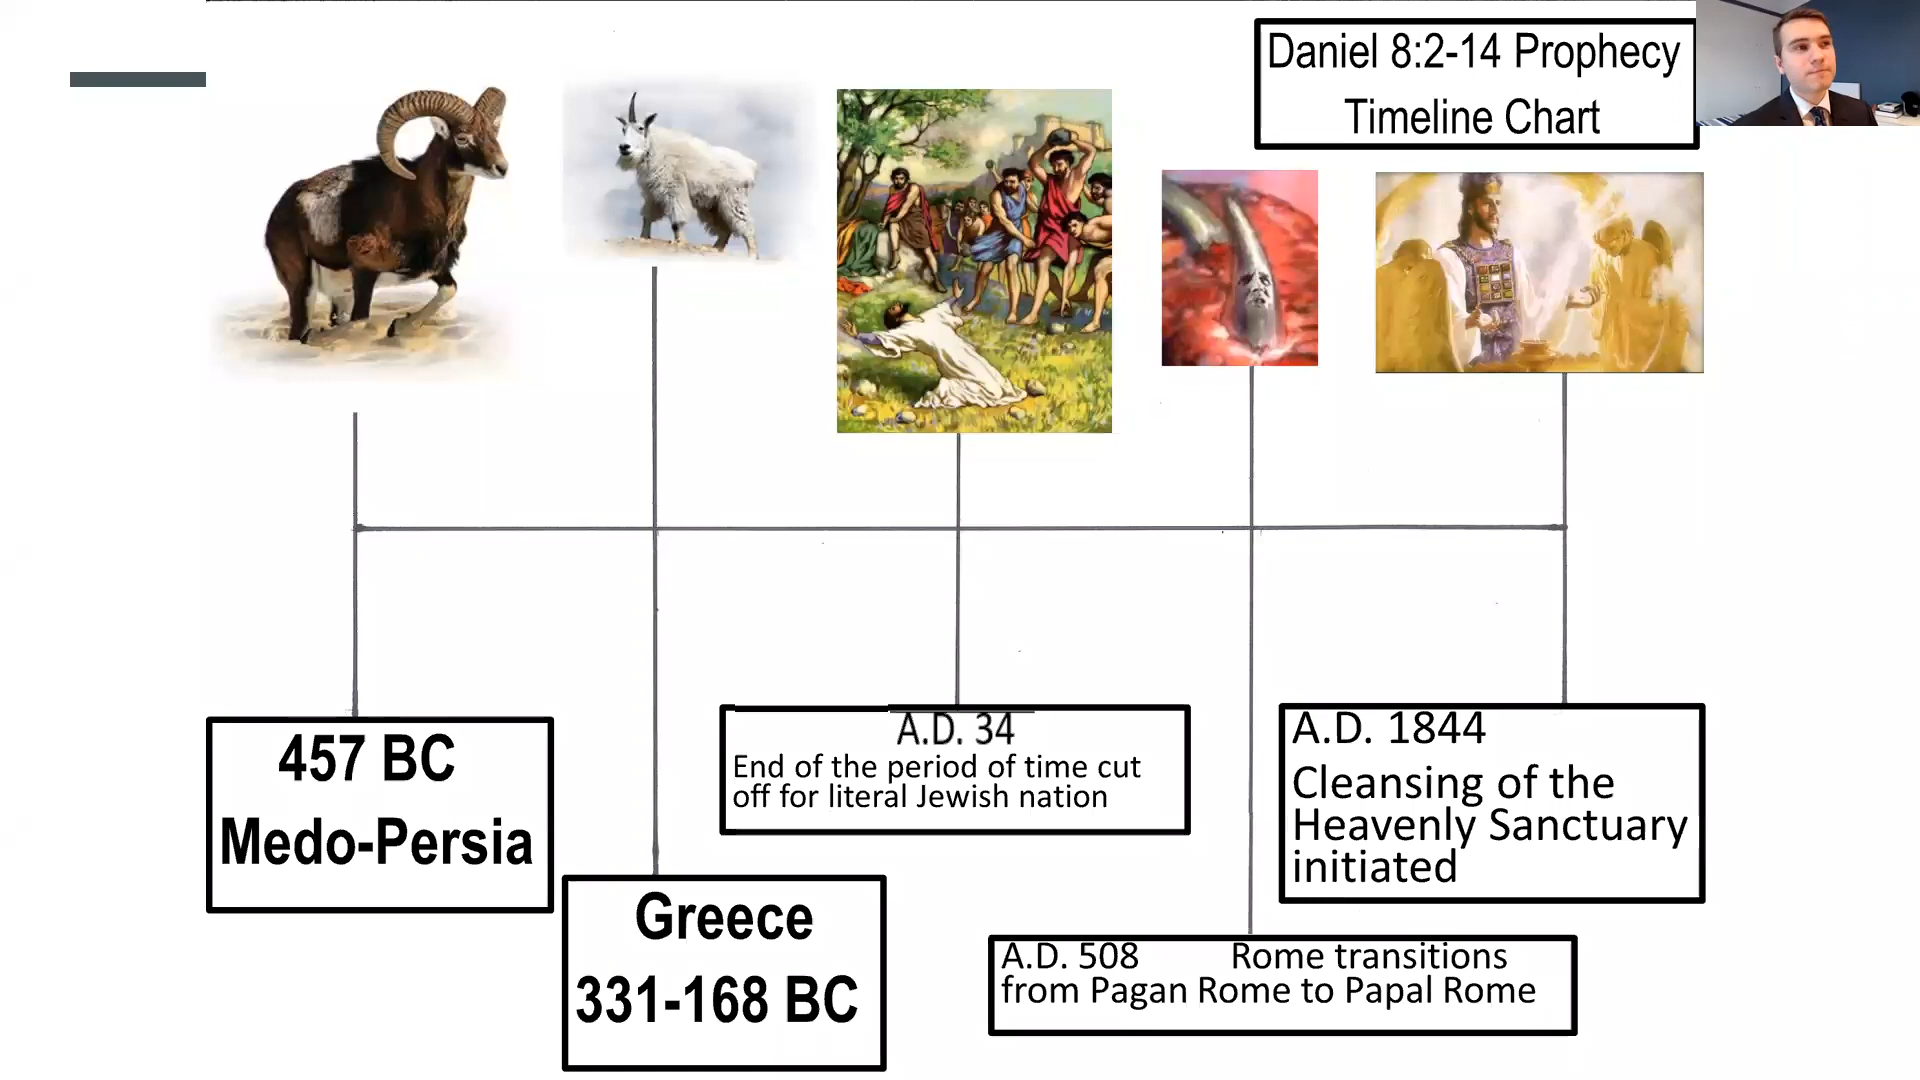 Daniel 8:2-14 Prophecy
Timeline Chart
457 BC
Medo-Persia
Greece
331-168 BC
A.D. 34
End of the period of time cut
off for literal Jewish nation
A.D. 508 Rome transitions
from Pagan Rome to Papal Rome
A.D. 1844
Cleansing of the
Heavenly Sanctuary
initiated